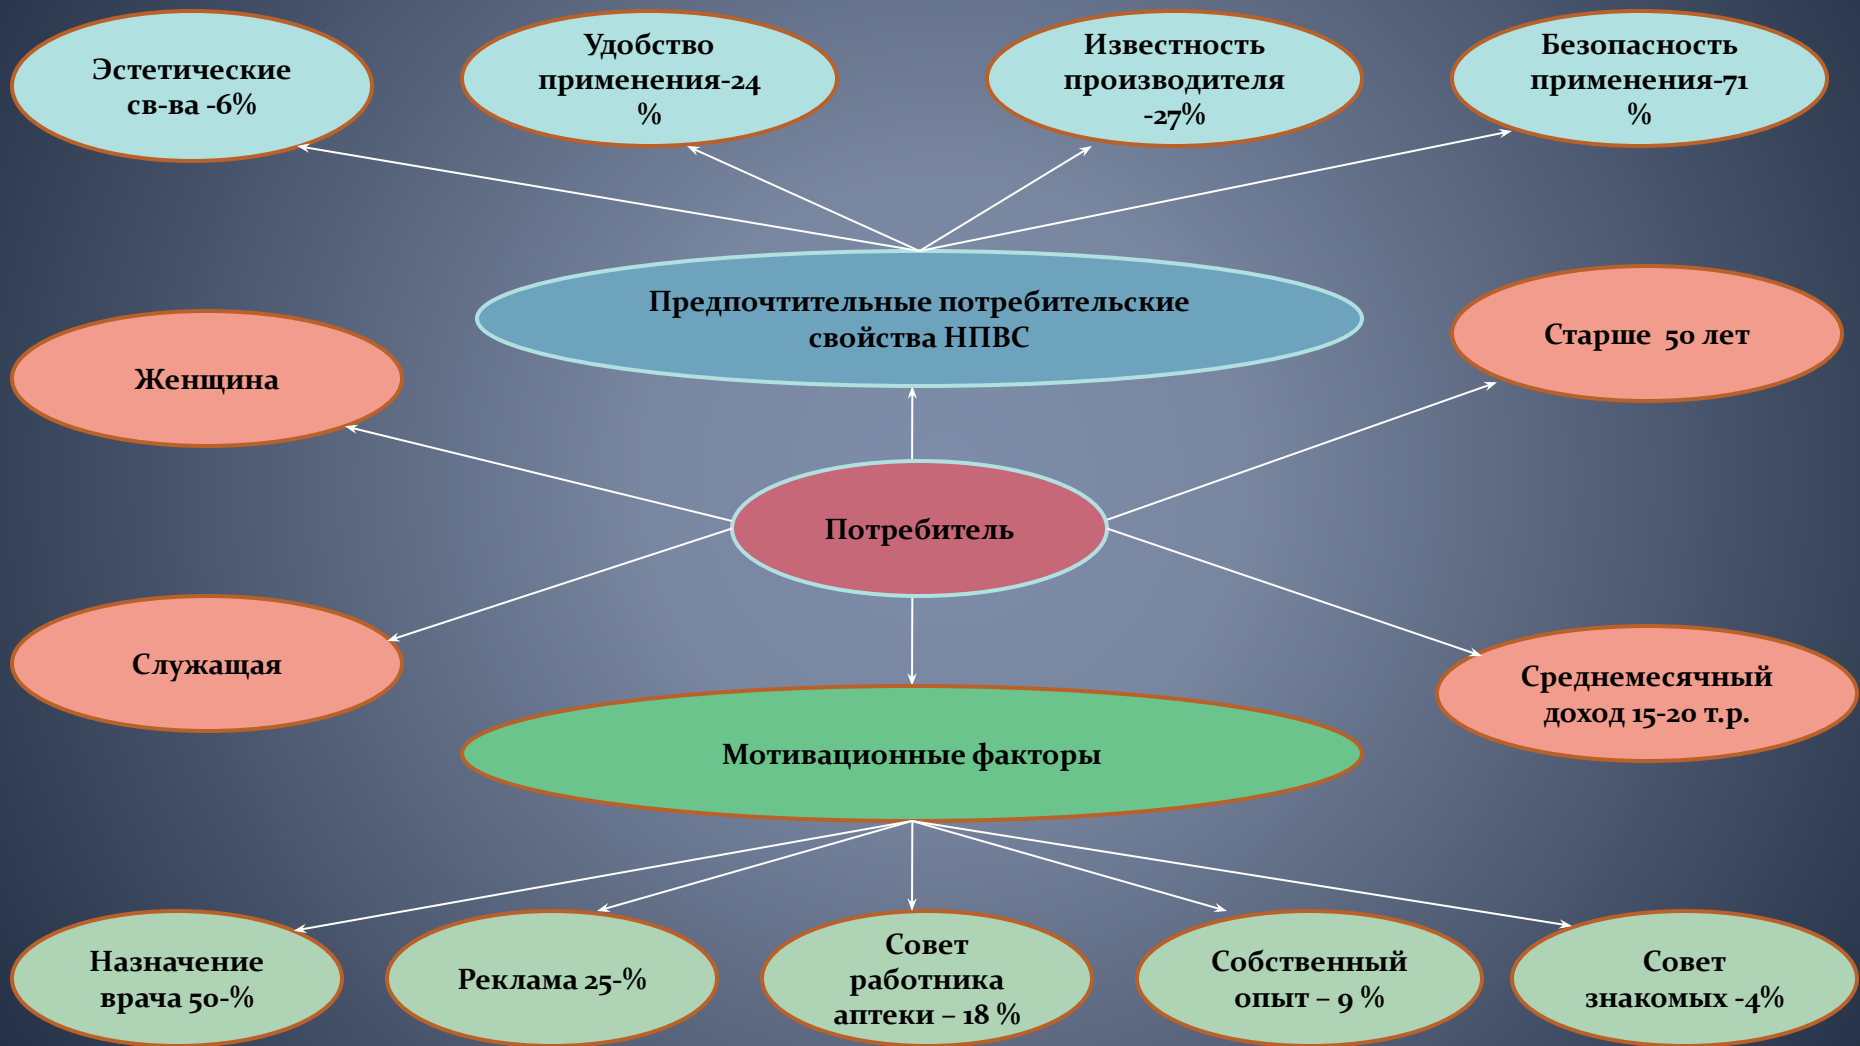 Эстетические
св-ва -6%
Удобство
применения-24
%
Известность
производителя
-27%
Безопасность
применения-71
%
Предпочтительные потребительские
свойства НПВС
Женщина
Старше  50 лет
Потребитель
Служащая
Среднемесячный
доход 15-20 т.р.
Мотивационные факторы
Назначение
врача 50-%
Реклама 25-%
Совет
работника
аптеки – 18 %
Собственный
опыт – 9 %
Совет
знакомых -4%